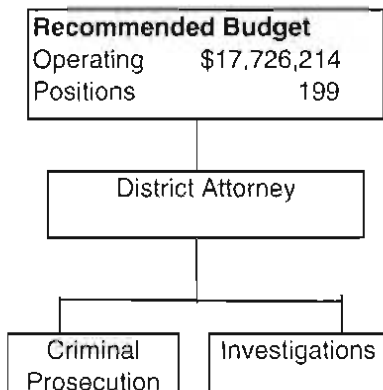 Recommended Budget
Operating $17,726,214
Positions 199
District Attorney
Criminal
Prosecution
Investigations